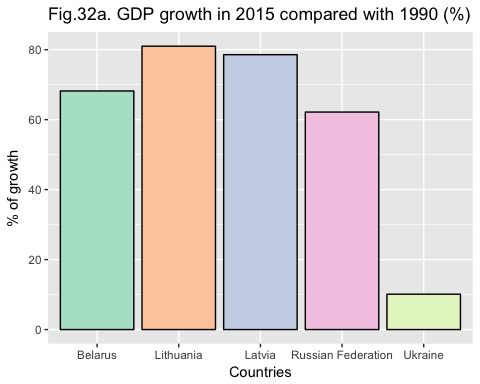 Fig.32a. GDP growth in 2015 compared with 1990 (%)
80
60
40
20
0
% of growth
Belarus Lithuania Latvia Russian Federation Ukraine
Countries